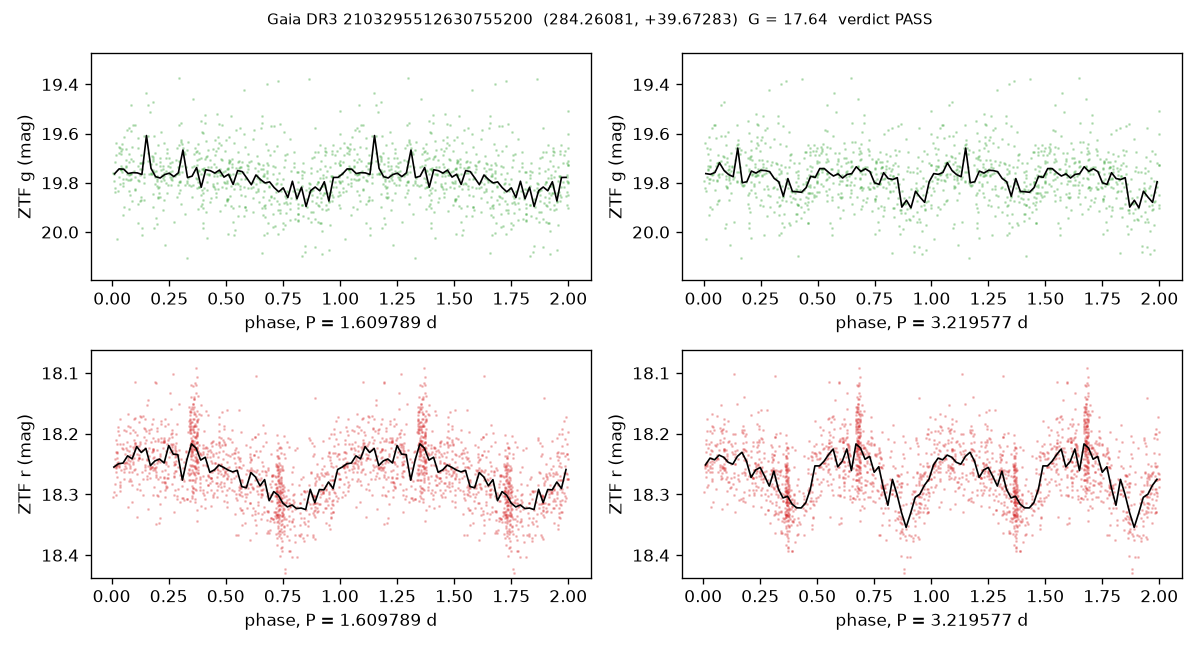 Gaia DR3 2103295512630755200 (284.26081, +39.67283) G = 17.64 verdict PASS
ZTF g (mag)
19.4
19.6
19.8
20.0
0.00 0.25 0.50 0.75 1.00 1.25 1.50 1.75 2.00
phase, P = 1.609789 d
ZTF g (mag)
19.4
19.6
19.8
20.0
0.00 0.25 0.50 0.75 1.00 1.25 1.50 1.75 2.00
phase, P = 3.219577 d
ZTF r (mag)
18.1
18.2
18.3
18.4
0.00 0.25 0.50 0.75 1.00 1.25 1.50 1.75 2.00
phase, P = 1.609789 d
ZTF r (mag)
18.1
18.2
18.3
18.4
0.00 0.25 0.50 0.75 1.00 1.25 1.50 1.75 2.00
phase, P = 3.219577 d